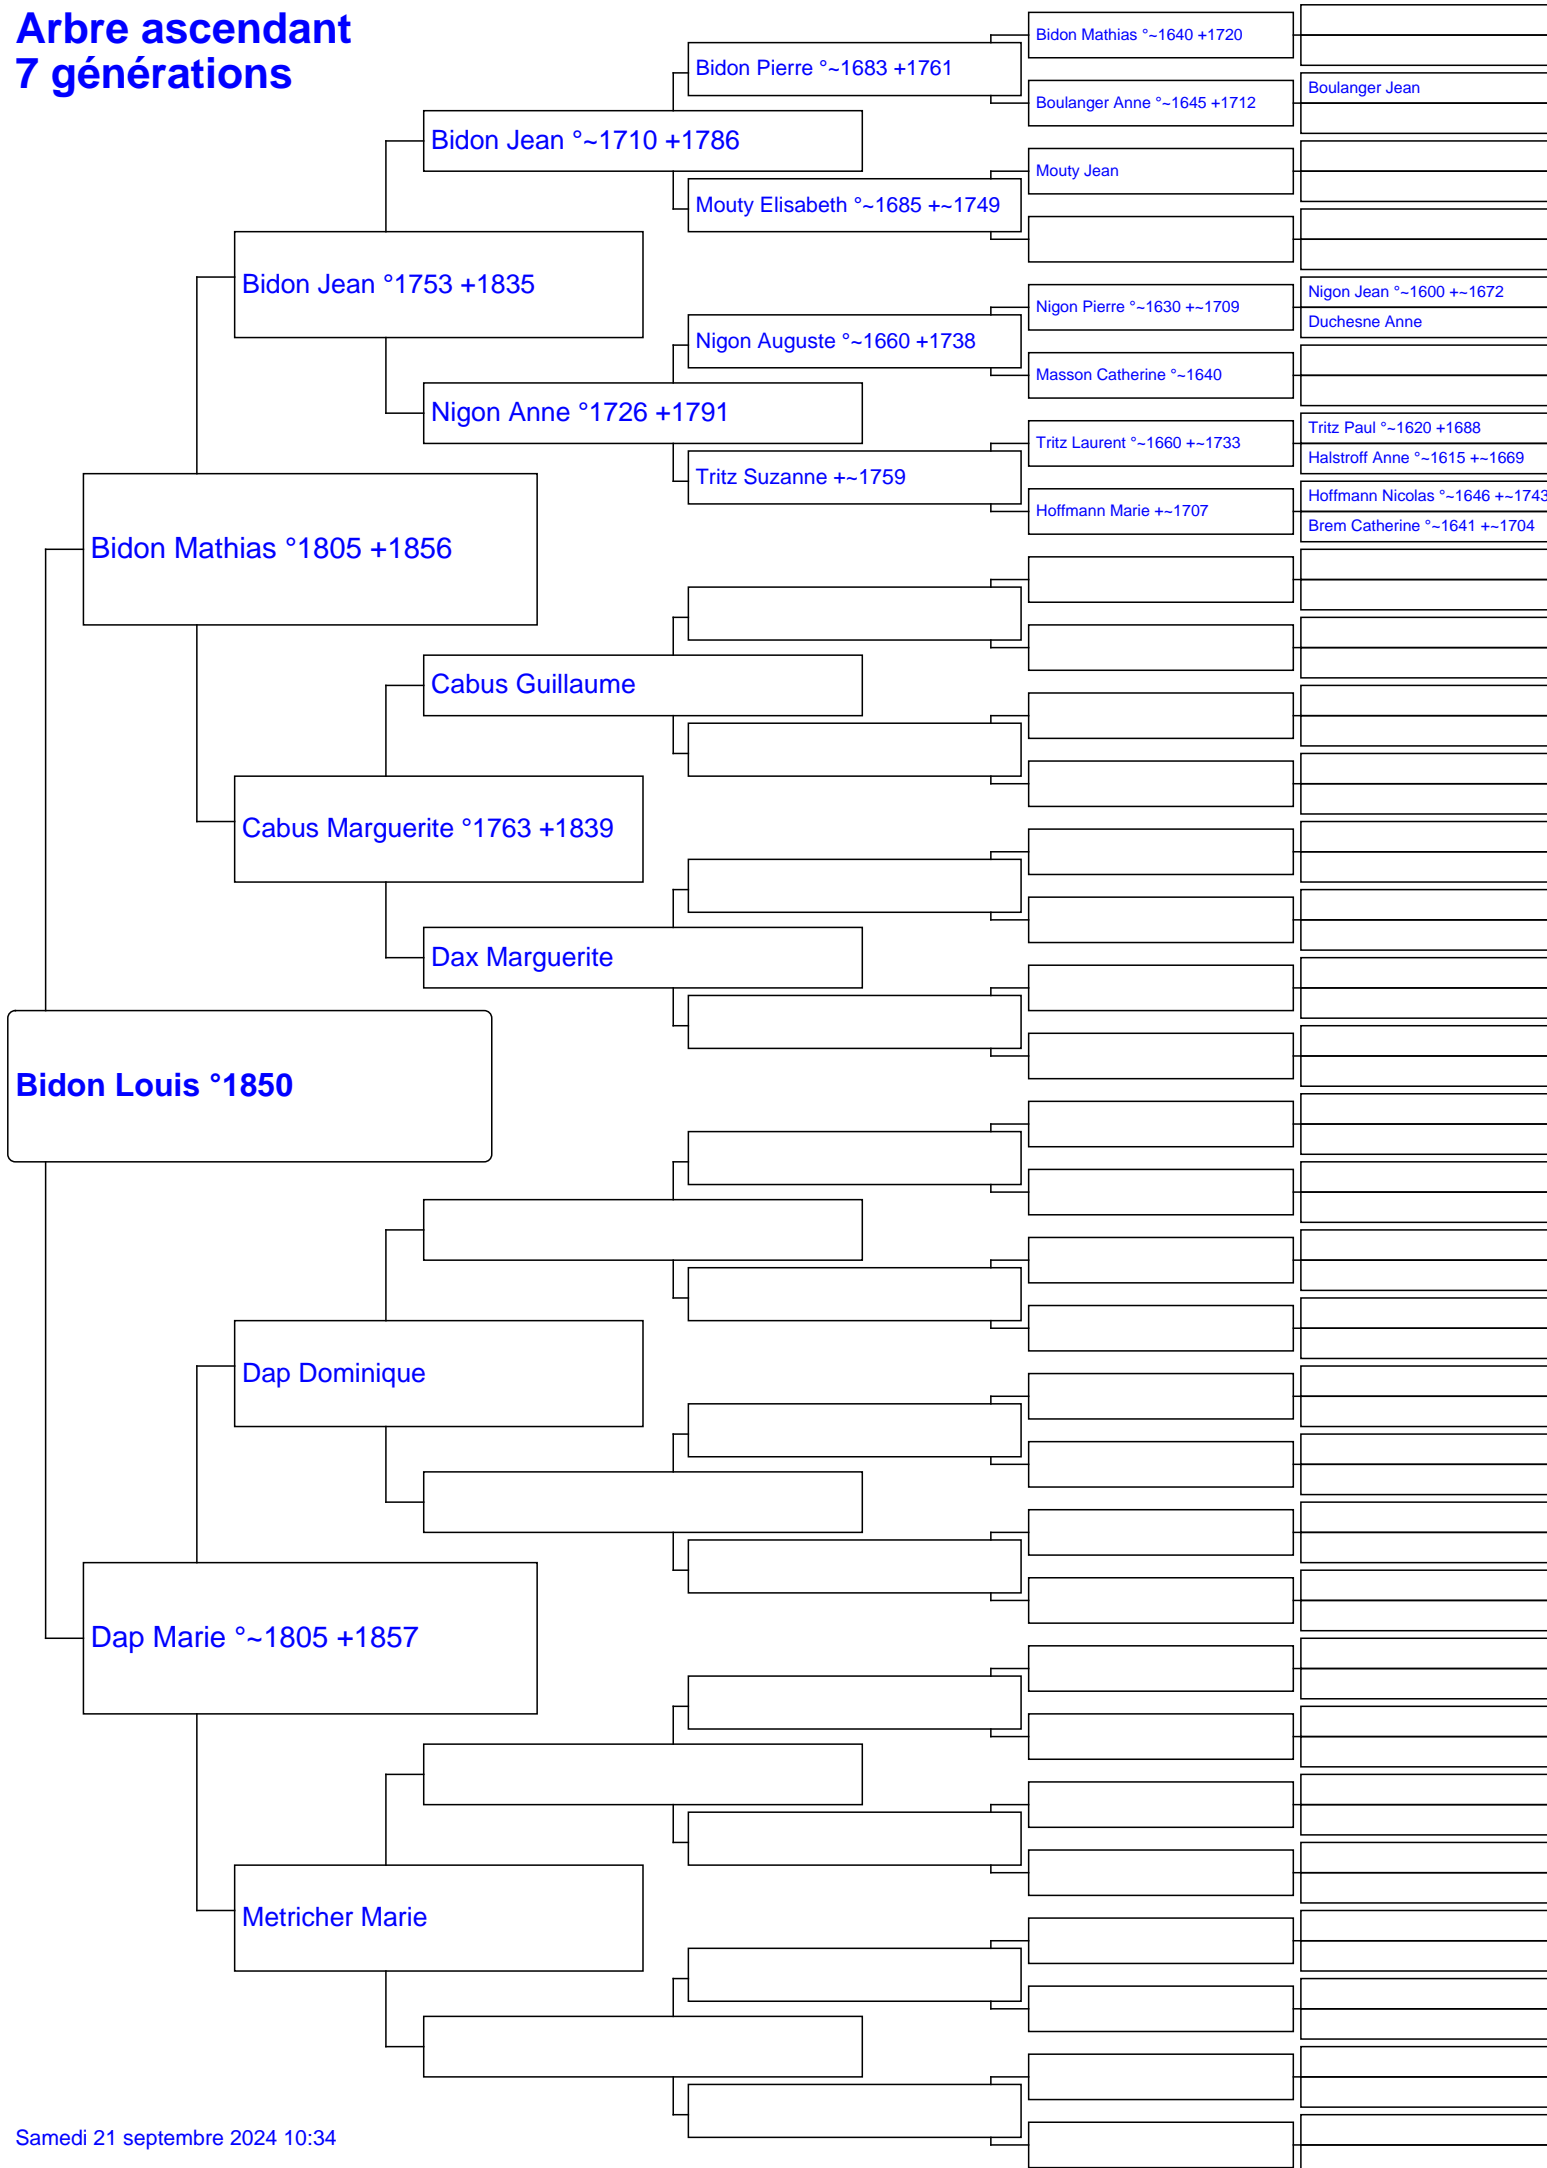 Arbre ascendant
7 générations
Bidon Mathias °~1640 +1720
Bidon Pierre °~1683 +1761
Boulanger Jean
Boulanger Anne °~1645 +1712
Bidon Jean °~1710 +1786
Mouty Jean
Mouty Elisabeth °~1685 +~1749
Bidon Jean °1753 +1835
Nigon Jean °~1600 +~1672
Nigon Pierre °~1630 +~1709
Duchesne Anne
Nigon Auguste °~1660 +1738
Masson Catherine °~1640
Nigon Anne °1726 +1791
Tritz Paul °~1620 +1688
Tritz Laurent °~1660 +~1733
Halstroff Anne °~1615 +~1669
Tritz Suzanne +~1759
Hoffmann Nicolas °~1646 +~1743
Hoffmann Marie +~1707
Brem Catherine °~1641 +~1704
Bidon Mathias °1805 +1856
Cabus Guillaume
Cabus Marguerite °1763 +1839
Dax Marguerite
Bidon Louis °1850
Dap Dominique
Dap Marie °~1805 +1857
Metricher Marie
Samedi 21 septembre 2024 10:34